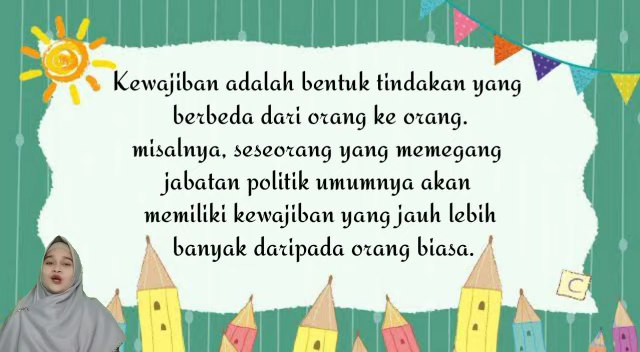 Kewajiban adalah bentuk tindakan yang
berbeda dari orang ke orang.
misalnya, seseorang yang memegang
jabatan politik umumnya akan
memiliki kewajiban yang jauh lebih
banyak daripada orang biasa.
C